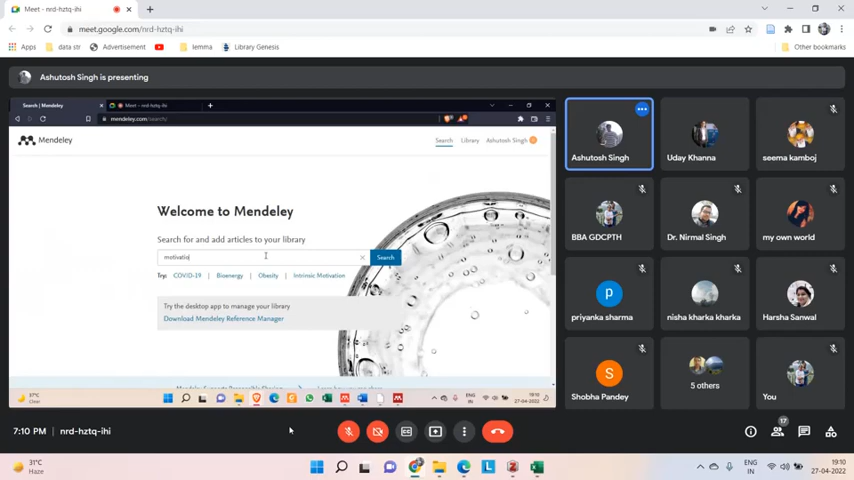 Meet - nrd-hztq-ihi
meet.google.com/nrd-hztq-ihi
Apps
data str
Advertisement
lemma
Library Genesis
Other bookmarks
Ashutosh Singh is presenting
Search | Mendeley
Meet - nrd-hztq-ihi
mendeley.com/search/
Mendeley
Search
Library
Ashutosh Singh
Welcome to Mendeley
Search for and add articles to your library
motivatio
Search
Try: COVID-19 | Bioenergy | Obesity | Intrinsic Motivation
Try the desktop app to manage your library
Download Mendeley Reference Manager
37°C
Clear
ENG
IN
19:10
27-04-2022
Ashutosh Singh
Uday Khanna
seema kamboj
BBA GDCPTH
Dr. Nirmal Singh
my own world
p
priyanka sharma
nisha kharka kharka
Harsha Sanwal
S
Shobha Pandey
5 others
You
7:10 PM | nrd-hztq-ihi
17
31°C
Haze
L
ENG
IN
19:10
27-04-2022